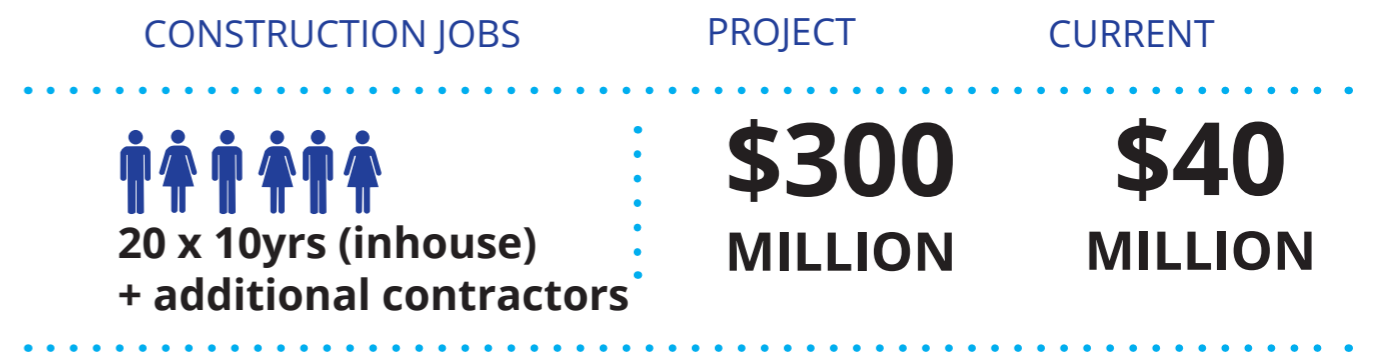 CONSTRUCTION JOBS
PROJECT
CURRENT
20 x 10yrs (inhouse)
+ additional contractors
$300
MILLION
$40
MILLION